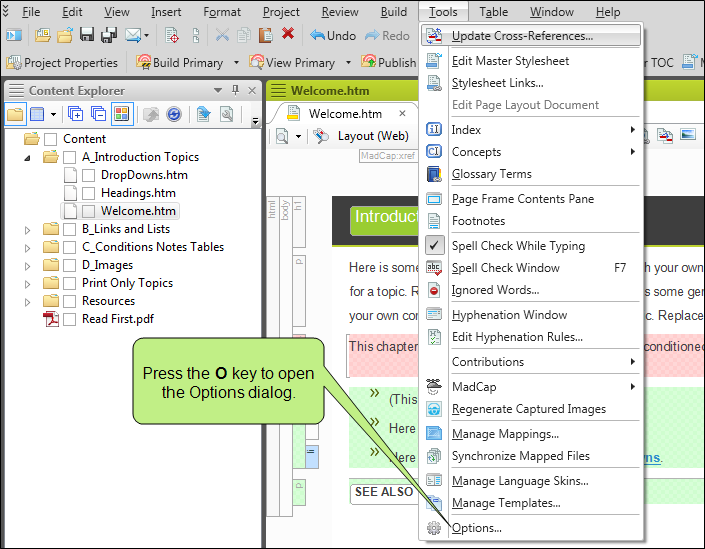 File Edit View Insert Format Project Review Build Tools Table Window Help
Undo Redo
Project Properties Build Primary View Primary TOC
Content Explorer
Content
A_Introduction Topics
DropDowns.htm
Headings.htm
Welcome.htm
B_Links and Lists
C_Conditions Notes Tables
D_Images
Print Only Topics
Resources
Read First.pdf
Welcome.htm
Welcome.htm
Layout (Web)
MadCap:xref
html
body
h1
Introduct
p
Here is some h your own
for a topic. R s some gen
your own con c. Replace
This chapter conditioned
(This
Here
Here wns.
li
p
SEE ALSO
Press the O key to open
the Options dialog.
Update Cross-References...
Edit Master Stylesheet
Stylesheet Links...
Edit Page Layout Document
Index
Concepts
Glossary Terms
Page Frame Contents Pane
Footnotes
Spell Check While Typing
Spell Check Window F7
Ignored Words...
Hyphenation Window
Edit Hyphenation Rules...
Contributions
MadCap
Regenerate Captured Images
Manage Mappings...
Synchronize Mapped Files
Manage Language Skins...
Manage Templates...
Options...